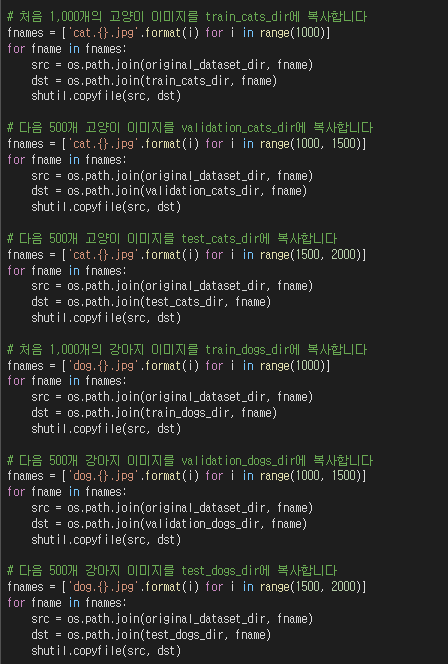 # 처음 1,000개의 고양이 이미지를 train_cats_dir에 복사합니다
fnames = ['cat.{}.jpg'.format(i) for i in range(1000)]
for fname in fnames:
    src = os.path.join(original_dataset_dir, fname)
    dst = os.path.join(train_cats_dir, fname)
    shutil.copyfile(src, dst)

# 다음 500개 고양이 이미지를 validation_cats_dir에 복사합니다
fnames = ['cat.{}.jpg'.format(i) for i in range(1000, 1500)]
for fname in fnames:
    src = os.path.join(original_dataset_dir, fname)
    dst = os.path.join(validation_cats_dir, fname)
    shutil.copyfile(src, dst)

# 다음 500개 고양이 이미지를 test_cats_dir에 복사합니다
fnames = ['cat.{}.jpg'.format(i) for i in range(1500, 2000)]
for fname in fnames:
    src = os.path.join(original_dataset_dir, fname)
    dst = os.path.join(test_cats_dir, fname)
    shutil.copyfile(src, dst)

# 처음 1,000개의 강아지 이미지를 train_dogs_dir에 복사합니다
fnames = ['dog.{}.jpg'.format(i) for i in range(1000)]
for fname in fnames:
    src = os.path.join(original_dataset_dir, fname)
    dst = os.path.join(train_dogs_dir, fname)
    shutil.copyfile(src, dst)

# 다음 500개 강아지 이미지를 validation_dogs_dir에 복사합니다
fnames = ['dog.{}.jpg'.format(i) for i in range(1000, 1500)]
for fname in fnames:
    src = os.path.join(original_dataset_dir, fname)
    dst = os.path.join(validation_dogs_dir, fname)
    shutil.copyfile(src, dst)

# 다음 500개 강아지 이미지를 test_dogs_dir에 복사합니다
fnames = ['dog.{}.jpg'.format(i) for i in range(1500, 2000)]
for fname in fnames:
    src = os.path.join(original_dataset_dir, fname)
    dst = os.path.join(test_dogs_dir, fname)
    shutil.copyfile(src, dst)